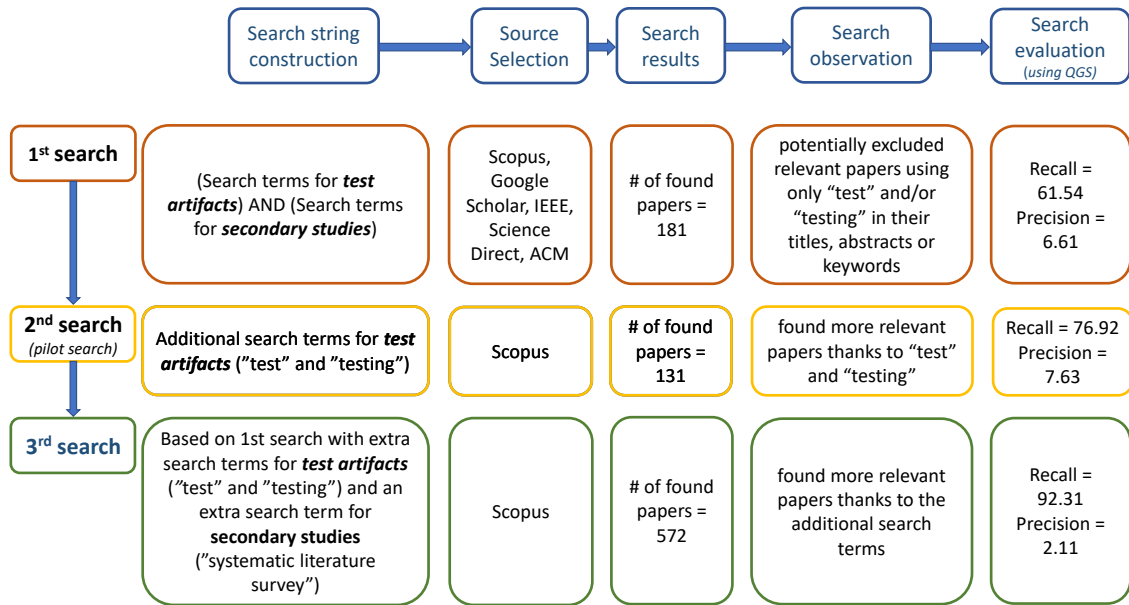 Search string
construction
Source
Selection
Search
results
Search
observation
Search
evaluation
(using QGS)
1st search
(Search terms for test
artifacts) AND (Search terms
for secondary studies)
Scopus,
Google
Scholar, IEEE,
Science
Direct, ACM
# of found
papers =
181
potentially excluded
relevant papers using
only “test” and/or
“testing” in their
titles, abstracts or
keywords
Recall =
61.54
Precision =
6.61
2nd search
(pilot search)
Additional search terms for test
artifacts (”test” and ”testing”)
Scopus
# of found
papers =
131
found more relevant
papers thanks to “test”
and “testing”
Recall = 76.92
Precision =
7.63
3rd search
Based on 1st search with extra
search terms for test artifacts
(”test” and ”testing”) and an
extra search term for
secondary studies
(”systematic literature
survey”)
Scopus
# of found
papers =
572
found more relevant
papers thanks to the
additional search
terms
Recall =
92.31
Precision =
2.11